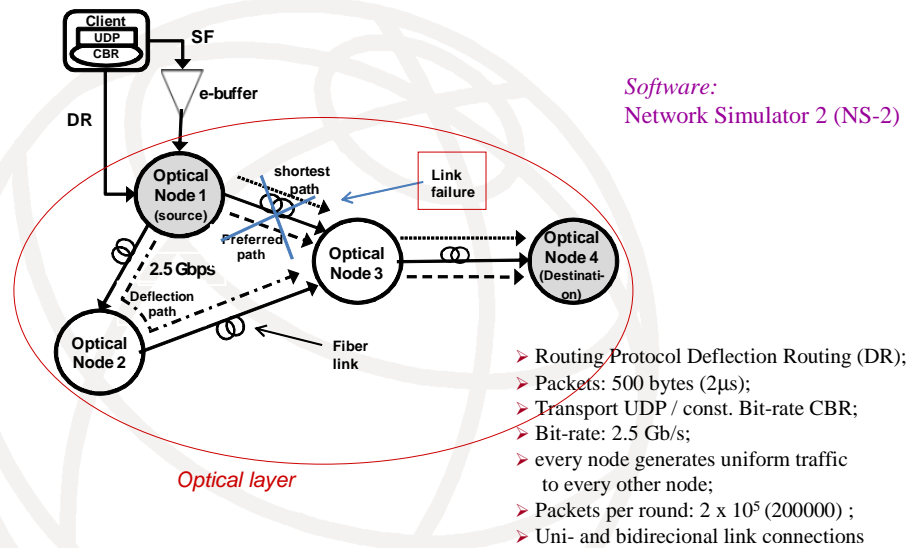 Client
UDP
CBR
SF
e-buffer
DR
Software:
Network Simulator 2 (NS-2)
Optical
Node 1
(source)
shortest
path
Link
failure
Preferred
path
Optical
Node 3
Optical
Node 4
(Destinati-
on)
2.5 Gbps
Deflection
path
Optical
Node 2
Fiber
link
Optical layer
➢ Routing Protocol Deflection Routing (DR);
➢ Packets: 500 bytes (2μs);
➢ Transport UDP / const. Bit-rate CBR;
➢ Bit-rate: 2.5 Gb/s;
➢ every node generates uniform traffic
to every other node;
➢ Packets per round: 2 x 10⁵ (200000) ;
➢ Uni- and bidirecional link connections